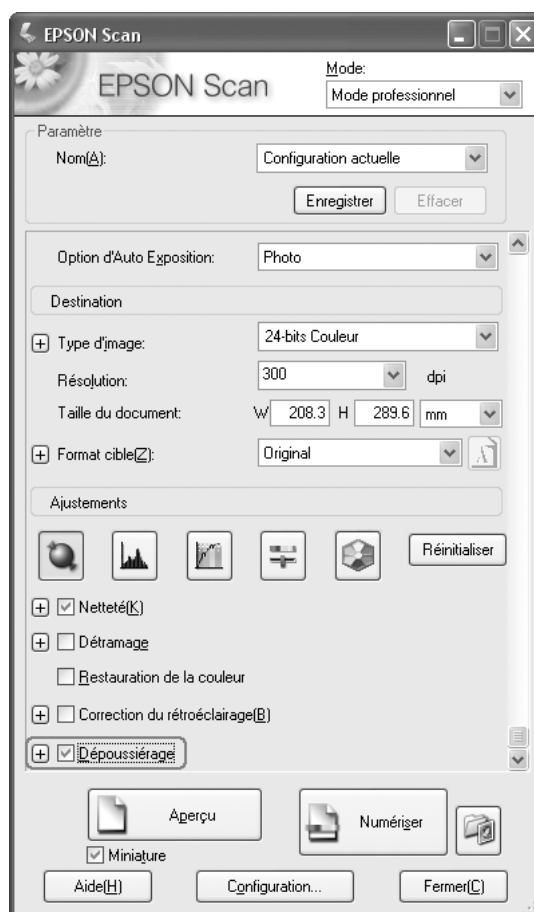 EPSON Scan
EPSON Scan
Mode:
Mode professionnel
Paramètre
Nom(A): Configuration actuelle
Enregistrer Effacer
Option d'Auto Exposition: Photo
Destination
Type d'image: 24-bits Couleur
Résolution: 300 dpi
Taille du document: W 208.3 H 289.6 mm
Format cible(Z): Original
Ajustements
Réinitialiser
Netteté(K)
Détramage
Restauration de la couleur
Correction du rétroéclairage(B)
Dépoussiérage
Aperçu Numériser
Miniature
Aide(H) Configuration... Fermer(C)